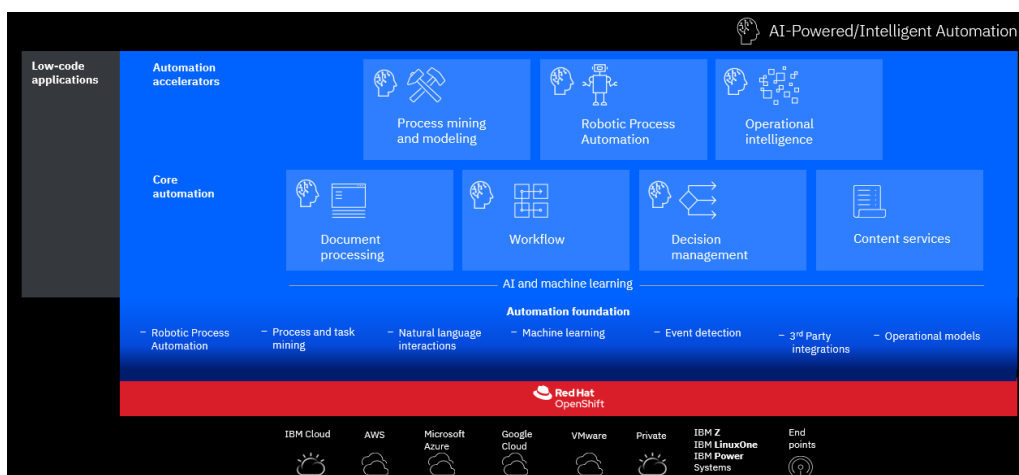 AI-Powered/Intelligent Automation
Low-code
applications
Automation
accelerators
Process mining
and modeling
Robotic Process
Automation
Operational
intelligence
Core
automation
Document
processing
Workflow
Decision
management
Content services
AI and machine learning
Automation foundation
– Robotic Process
Automation
– Process and task
mining
– Natural language
interactions
– Machine learning
– Event detection
– 3rd Party
integrations
– Operational models
Red Hat
OpenShift
IBM Cloud
AWS
Microsoft
Azure
Google
Cloud
VMware
Private
IBM Z
IBM LinuxOne
IBM Power
Systems
End
points